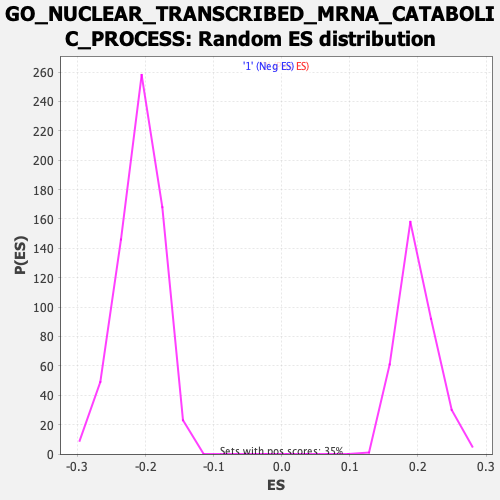 GO_NUCLEAR_TRANSCRIBED_MRNA_CATABOLI
C_PROCESS: Random ES distribution
'1' (Neg ES) ES)
260
240
220
200
180
160
140
120
100
80
60
40
20
0
P(ES)
Sets with pos scores: 35%
-0.3 -0.2 -0.1 0.0 0.1 0.2 0.3
ES